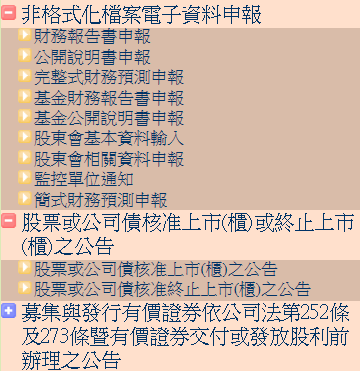 非格式化檔案電子資料申報
財務報告書申報
公開說明書申報
完整式財務預測申報
基金財務報告書申報
基金公開說明書申報
股東會基本資料輸入
股東會相關資料申報
監控單位通知
簡式財務預測申報
股票或公司債核准上市(櫃)或終止上市
(櫃)之公告
股票或公司債核准上市(櫃)之公告
股票或公司債核准終止上市(櫃)之公告
募集與發行有價證券依公司法第252條
及273條暨有價證券交付或發放股利前
辦理之公告